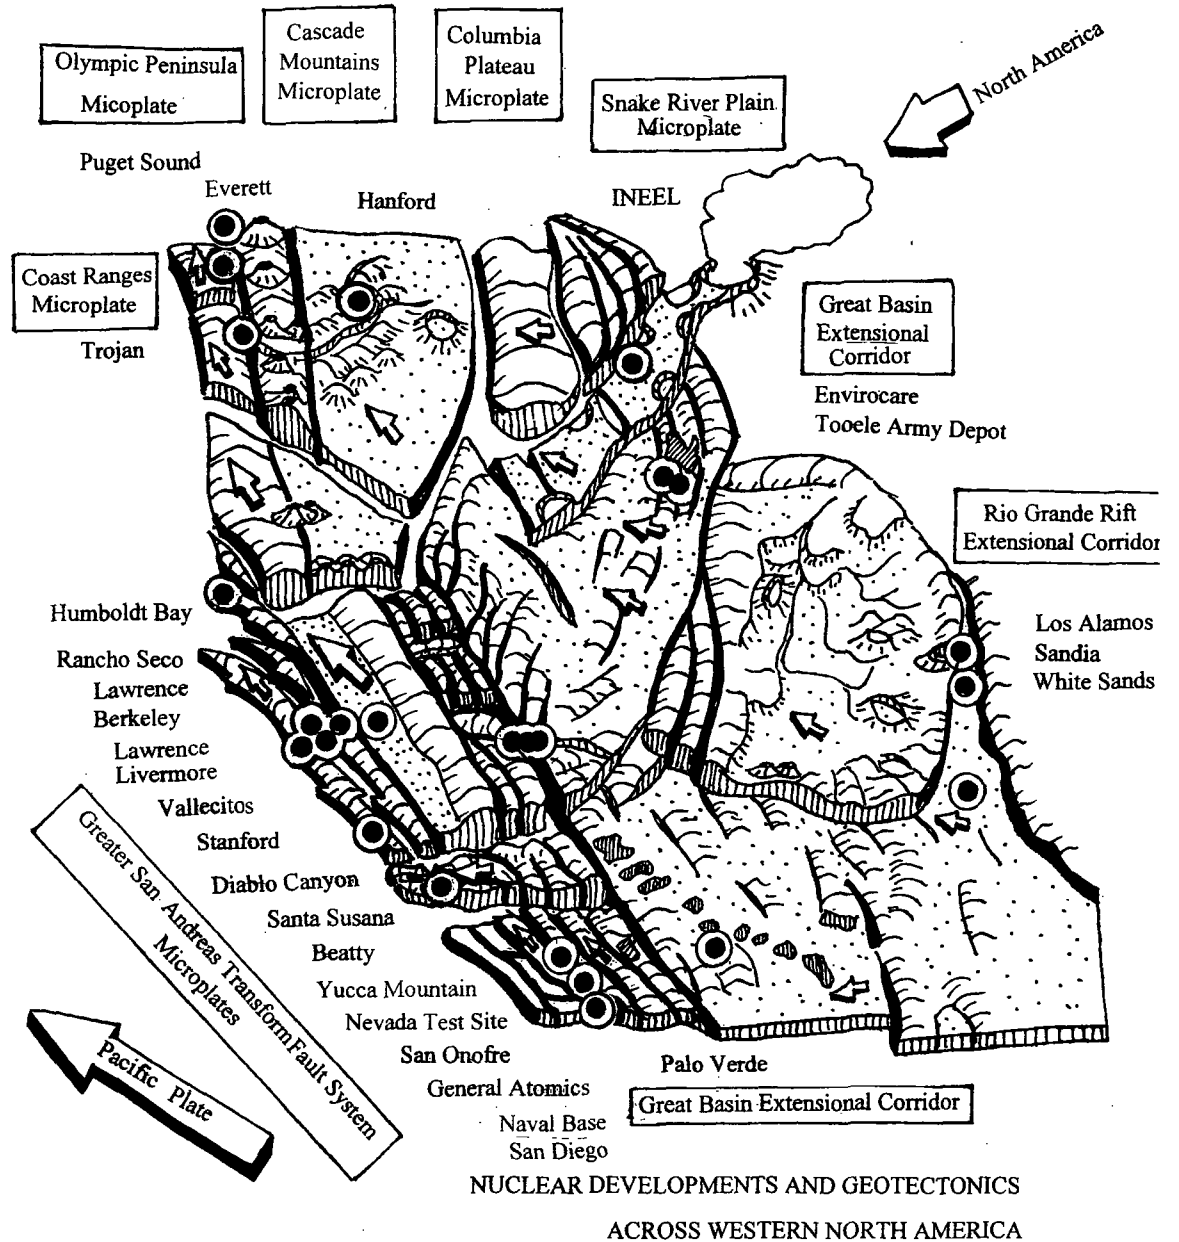 Olympic Peninsula
Micoplate
Cascade
Mountains
Microplate
Columbia
Plateau
Microplate
Snake River Plain
Microplate
North America
Puget Sound
Everett
Hanford
INEEL
Coast Ranges
Microplate
Trojan
Great Basin
Extensional
Corridor
Envirocare
Tooele Army Depot
Rio Grande Rift
Extensional Corridor
Los Alamos
Sandia
White Sands
Humboldt Bay
Rancho Seco
Lawrence
Berkeley
Lawrence
Livermore
Vallecitos
Stanford
Diablo Canyon
Santa Susana
Beatty
Yucca Mountain
Nevada Test Site
San Onofre
General Atomics
Naval Base
San Diego
Greater San Andreas Transform Fault System
Microplates
Pacific Plate
Palo Verde
Great Basin Extensional Corridor
NUCLEAR DEVELOPMENTS AND GEOTECTONICS
ACROSS WESTERN NORTH AMERICA